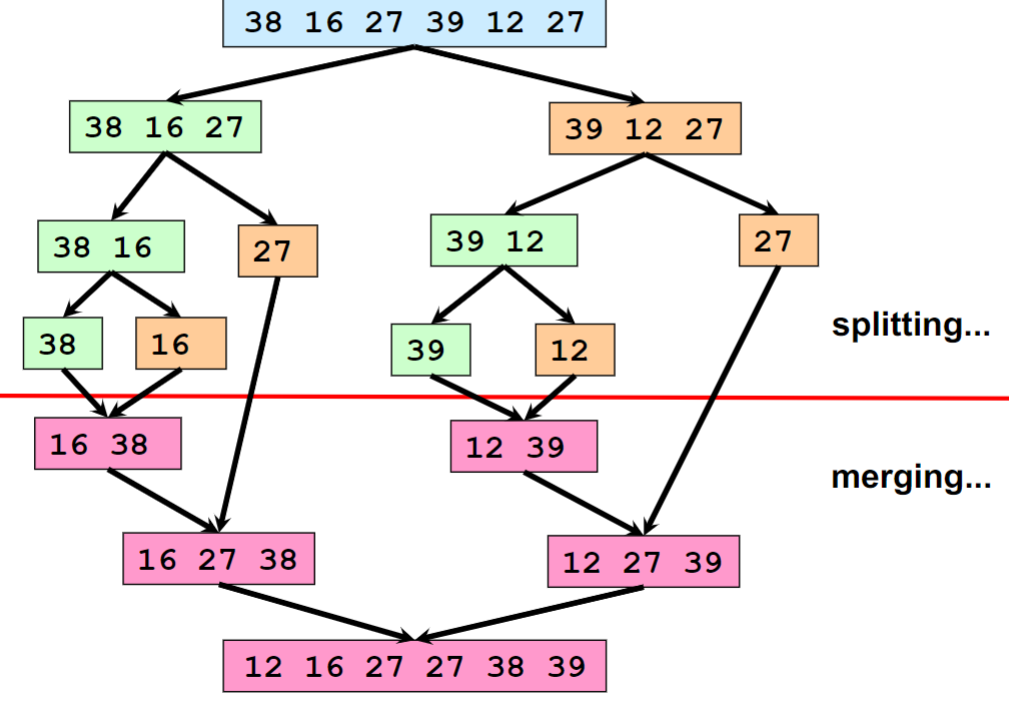 38 16 27 39 12 27
38 16 27
39 12 27
38 16
27
39 12
27
38
16
39
12
splitting...
16 38
12 39
merging...
16 27 38
12 27 39
12 16 27 27 38 39